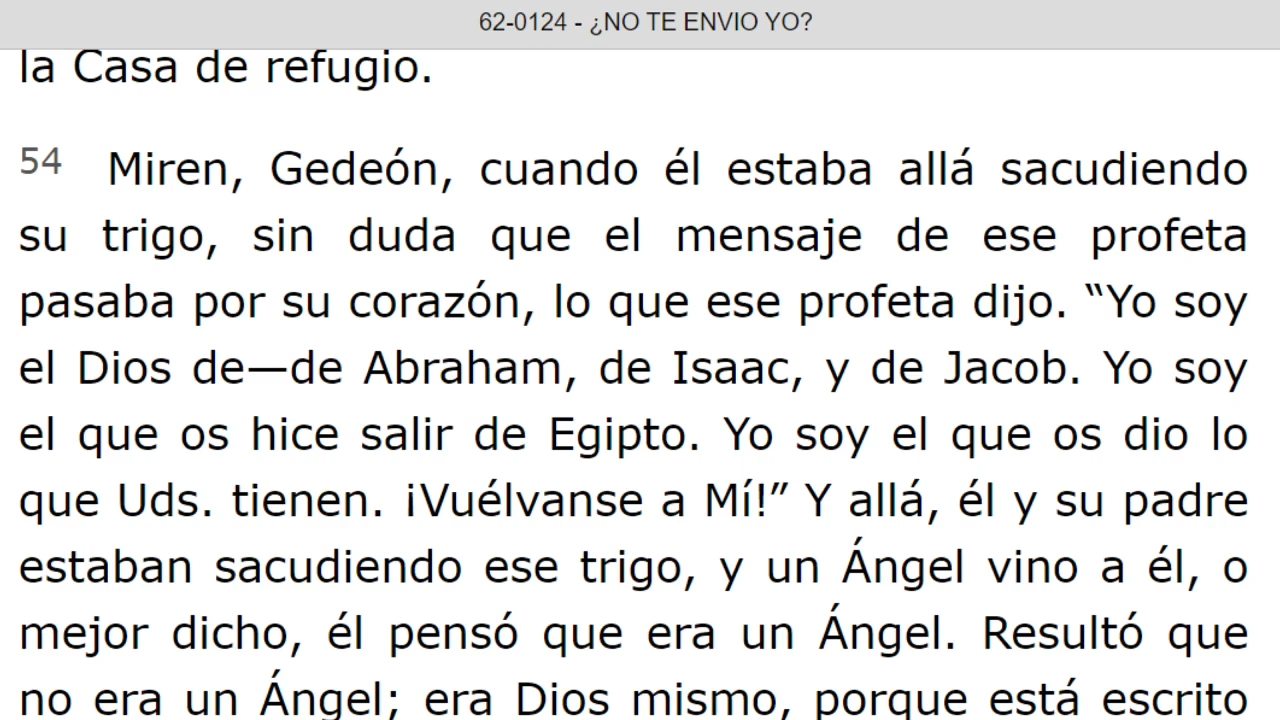 62-0124 - ¿NO TE ENVIO YO?
la Casa de refugio.
54 Miren, Gedeón, cuando él estaba allá sacudiendo
su trigo, sin duda que el mensaje de ese profeta
pasaba por su corazón, lo que ese profeta dijo. “Yo soy
el Dios de—de Abraham, de Isaac, y de Jacob. Yo soy
el que os hice salir de Egipto. Yo soy el que os dio lo
que Uds. tienen. ¡Vuélvanse a Mí!” Y allá, él y su padre
estaban sacudiendo ese trigo, y un Ángel vino a él, o
mejor dicho, él pensó que era un Ángel. Resultó que
no era un Ángel; era Dios mismo, porque está escrito